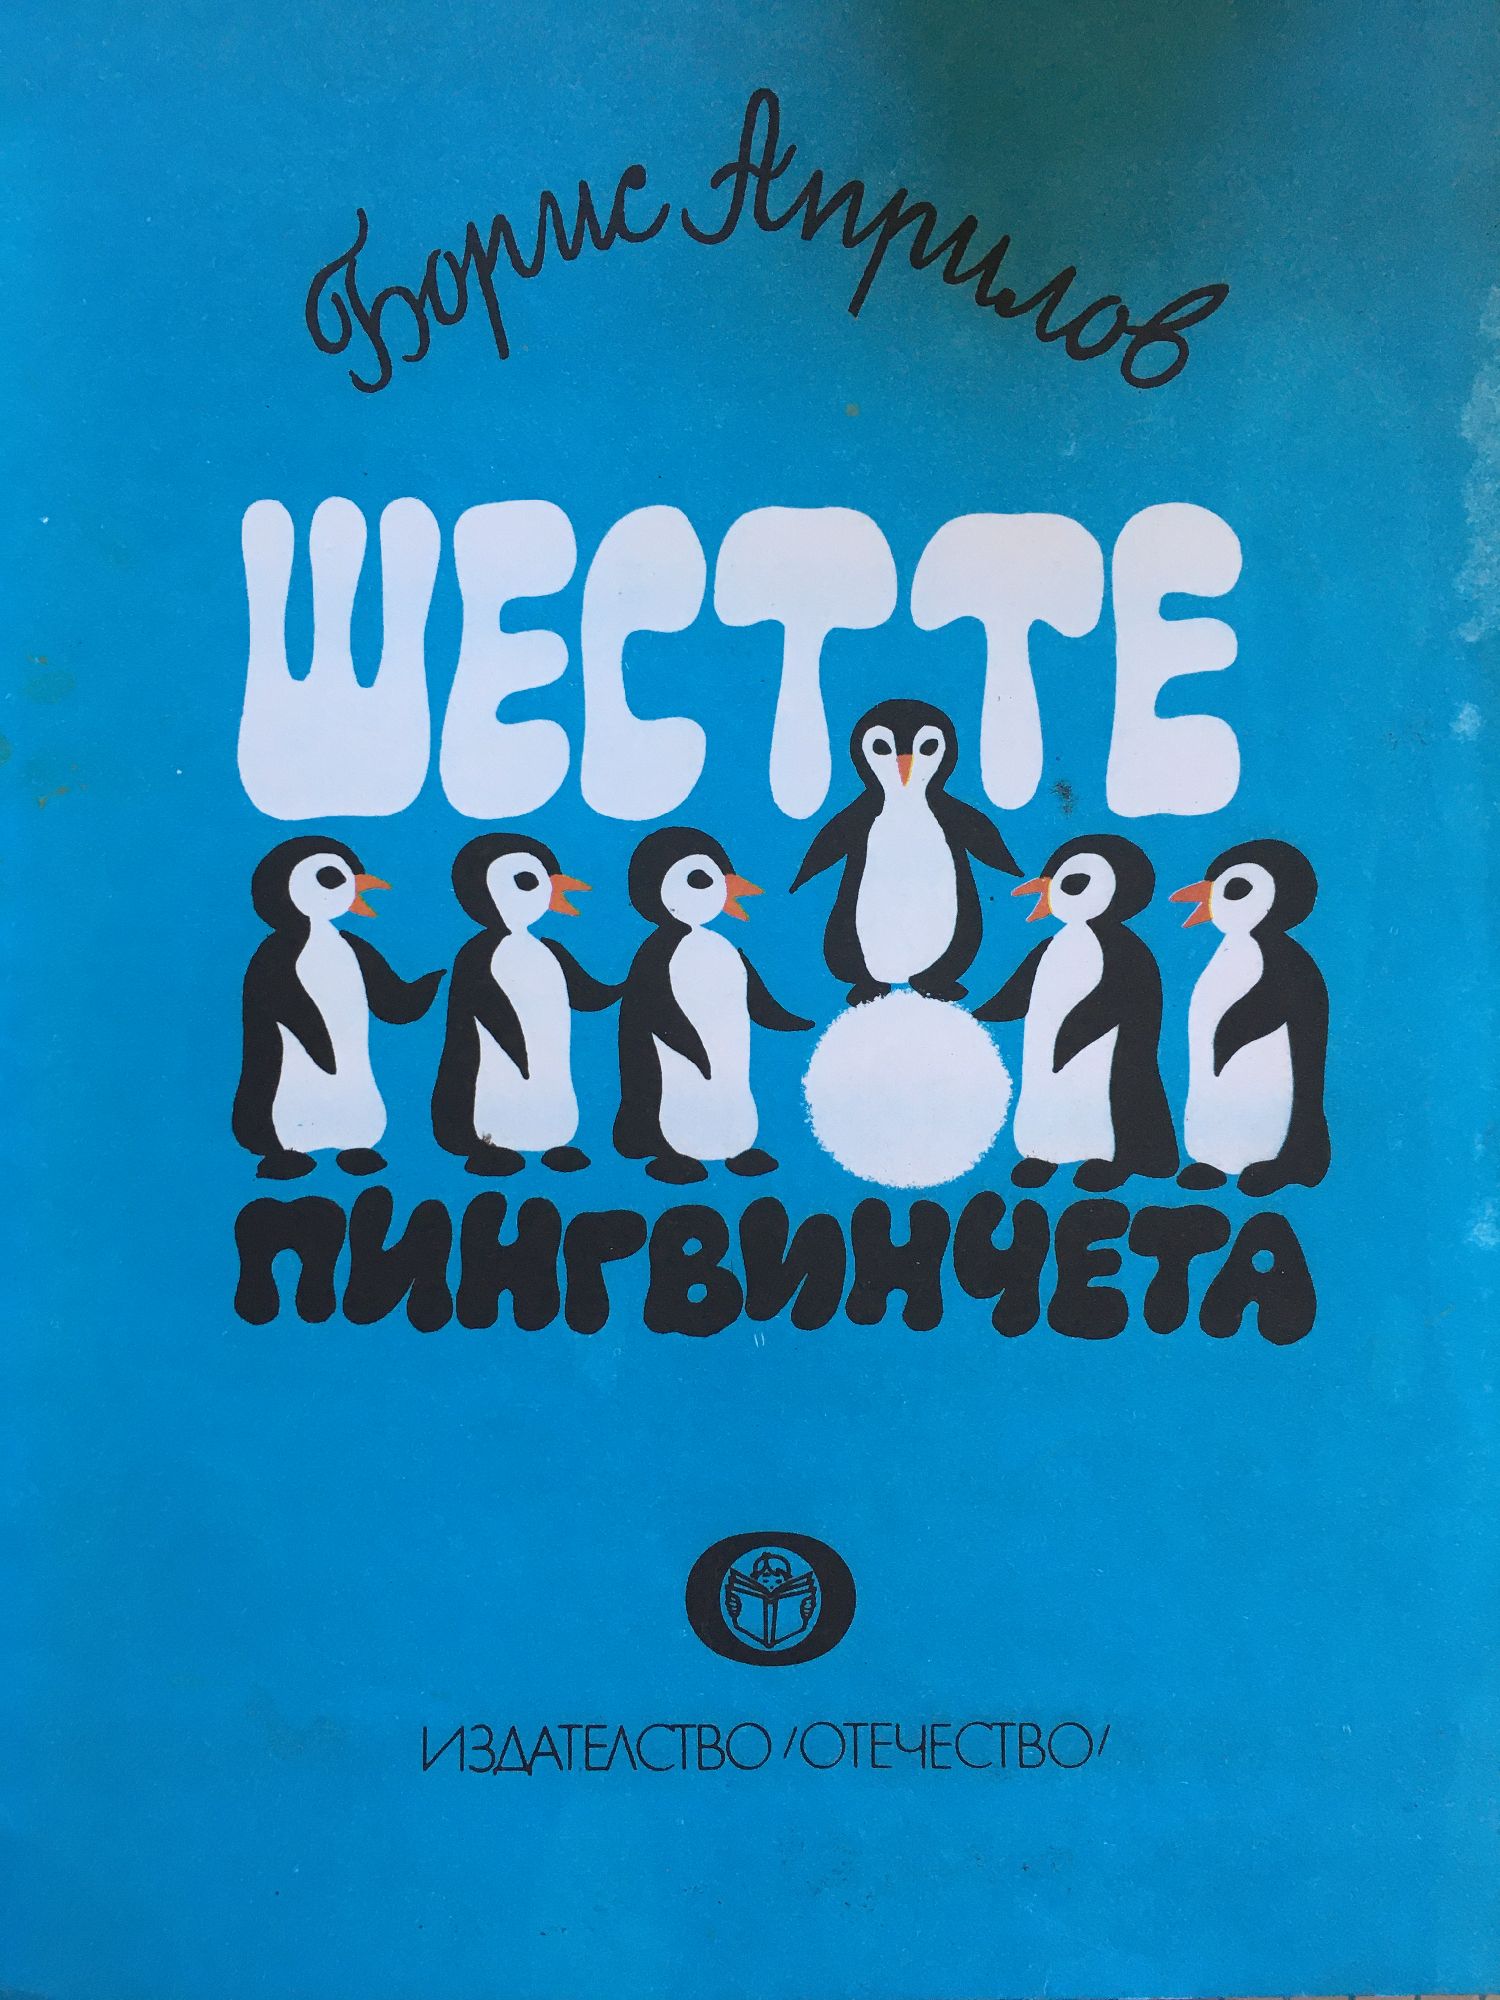 Борис Априлов
ШЕСТТЕ
ПИНГВИНЧЕТА
О
ИЗДАТЕЛСТВО /ОТЕЧЕСТВО/